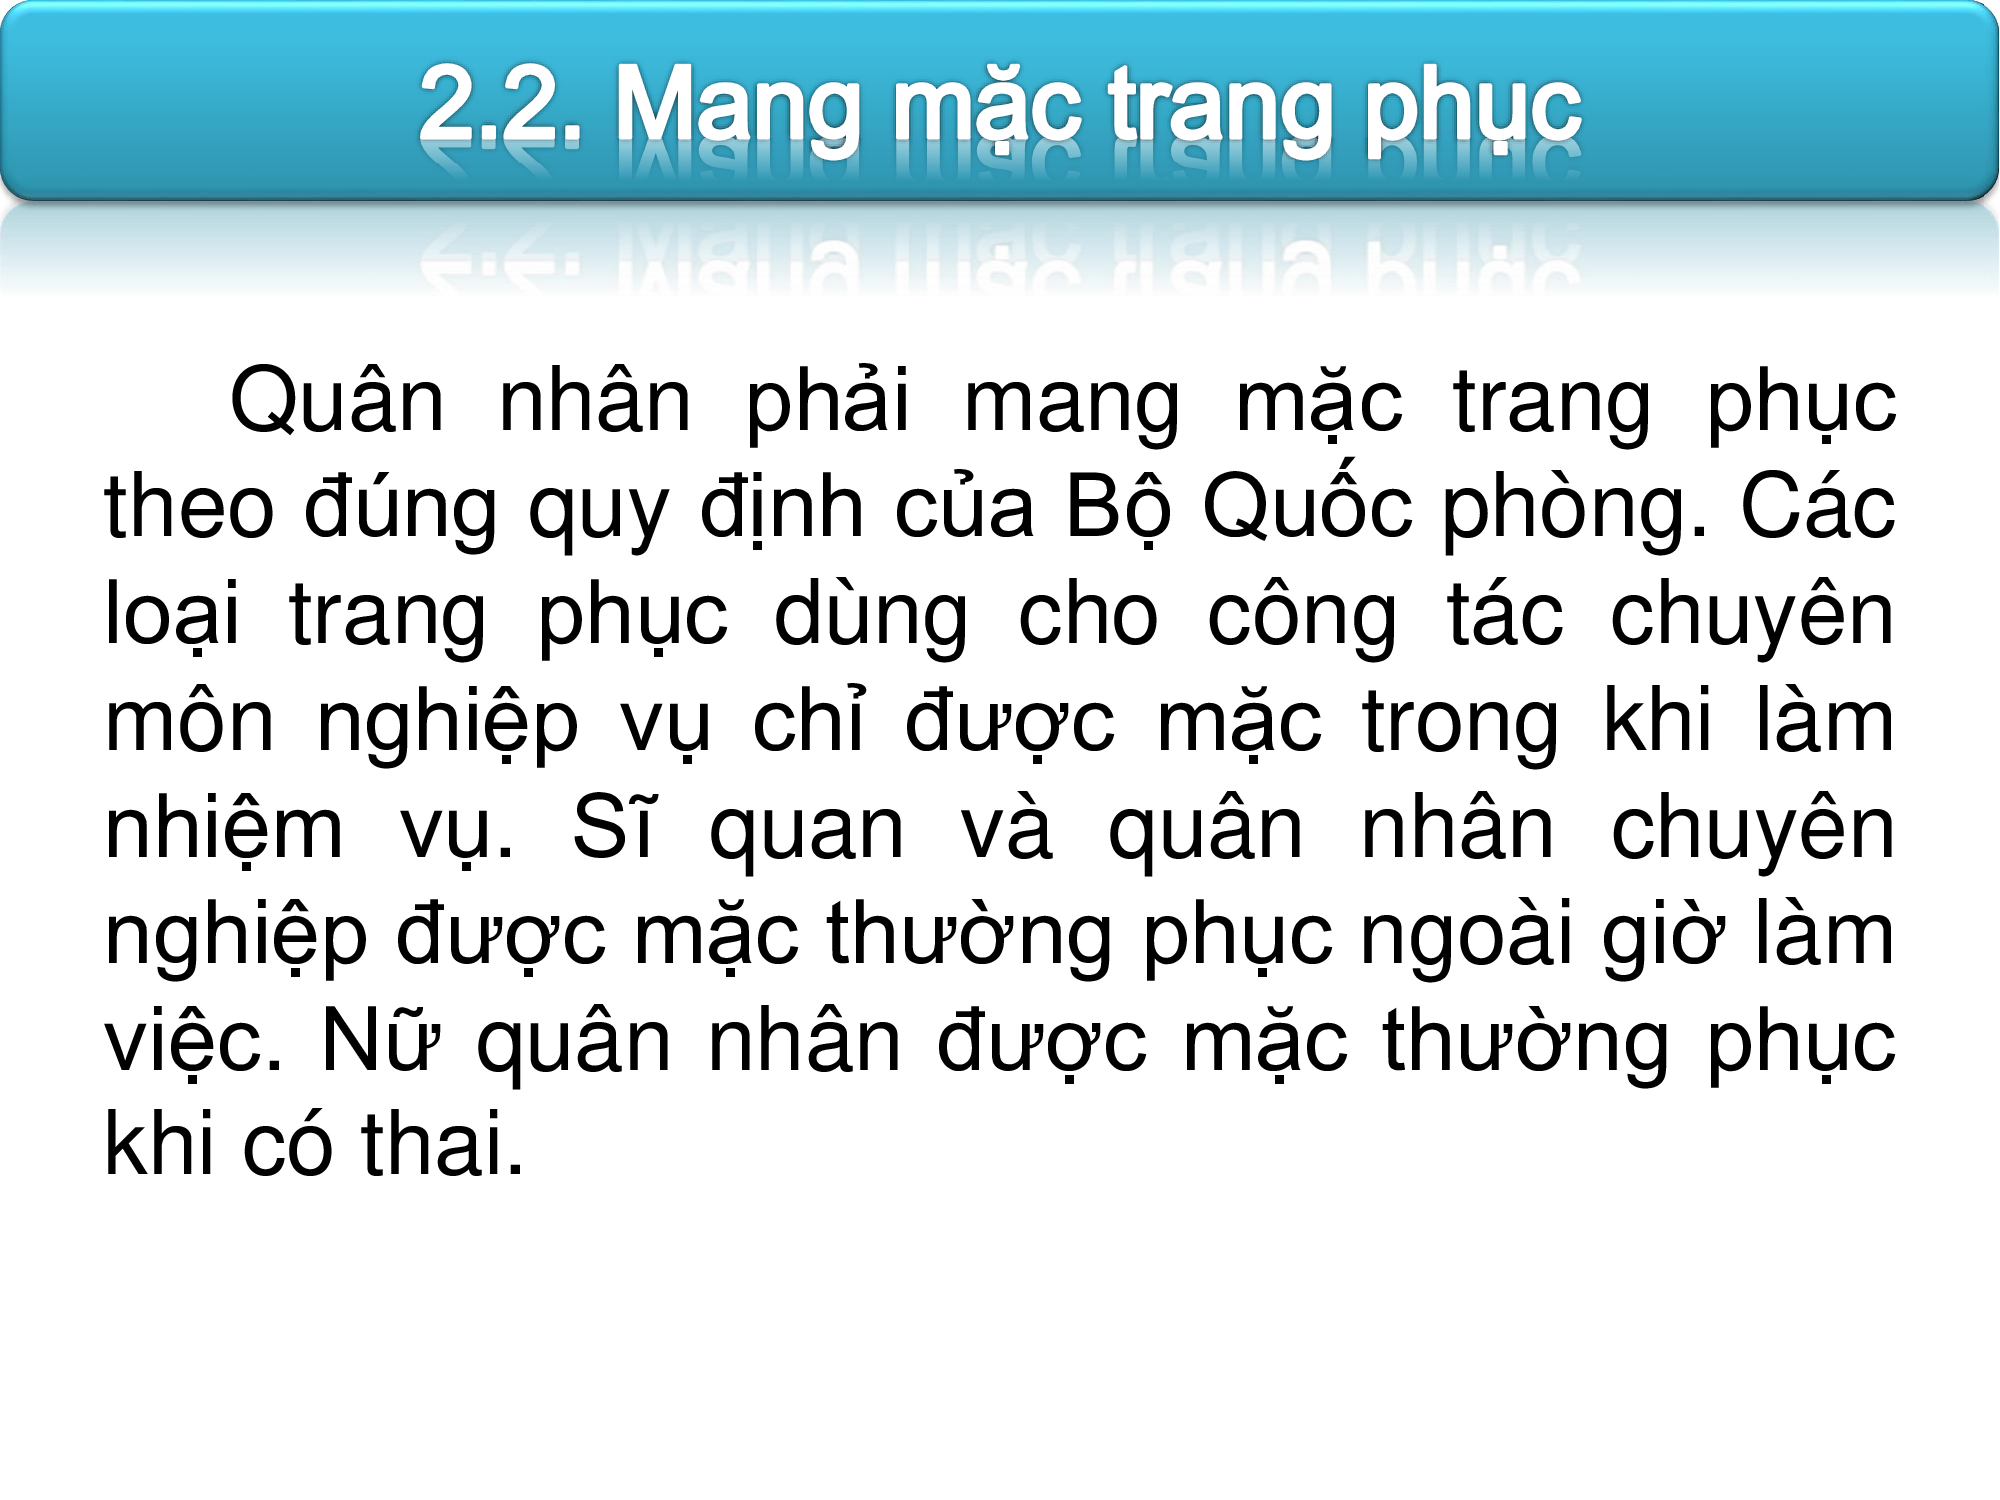 2.2. Mang mặc trang phục
Quân nhân phải mang mặc trang phục
theo đúng quy định của Bộ Quốc phòng. Các
loại trang phục dùng cho công tác chuyên
môn nghiệp vụ chỉ được mặc trong khi làm
nhiệm vụ. Sĩ quan và quân nhân chuyên
nghiệp được mặc thường phục ngoài giờ làm
việc. Nữ quân nhân được mặc thường phục
khi có thai.